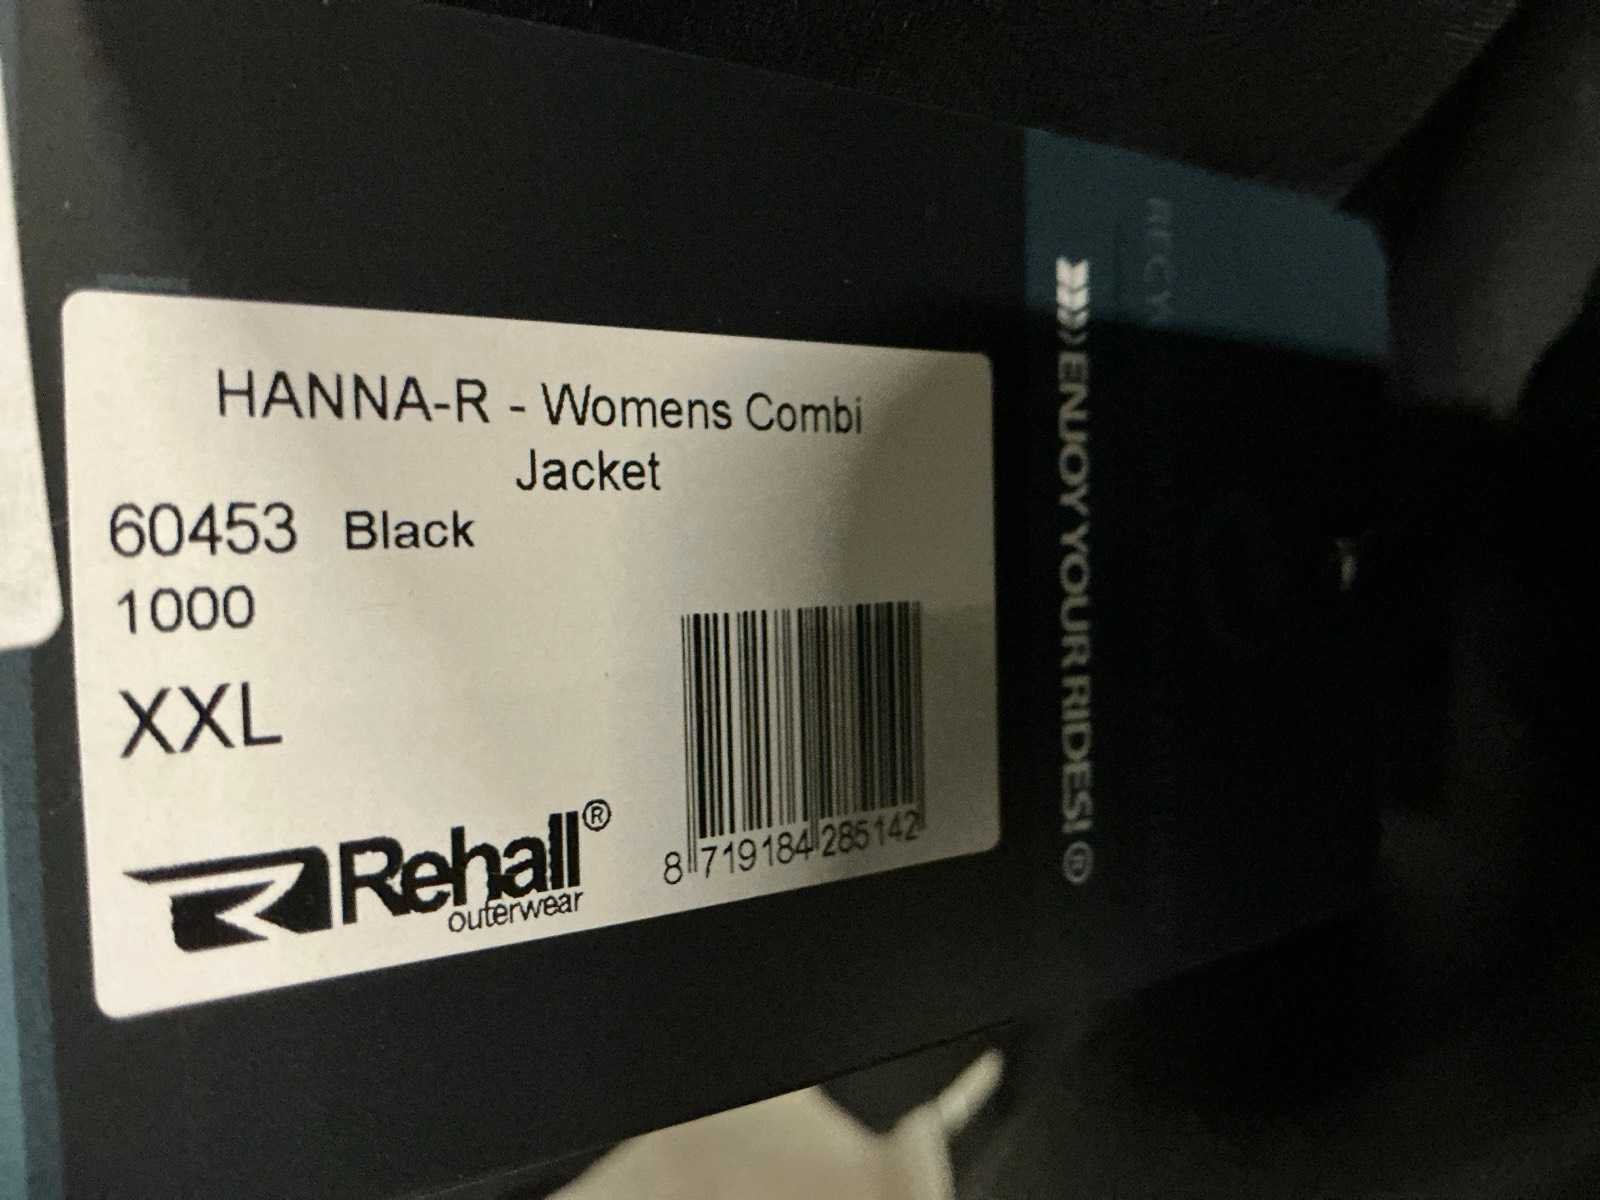 HANNA-R - Womens Combi
Jacket
60453 Black
1000
XXL
Rehall®
outerwear
8 719184 285142
ENJOY YOUR RIDES! ®